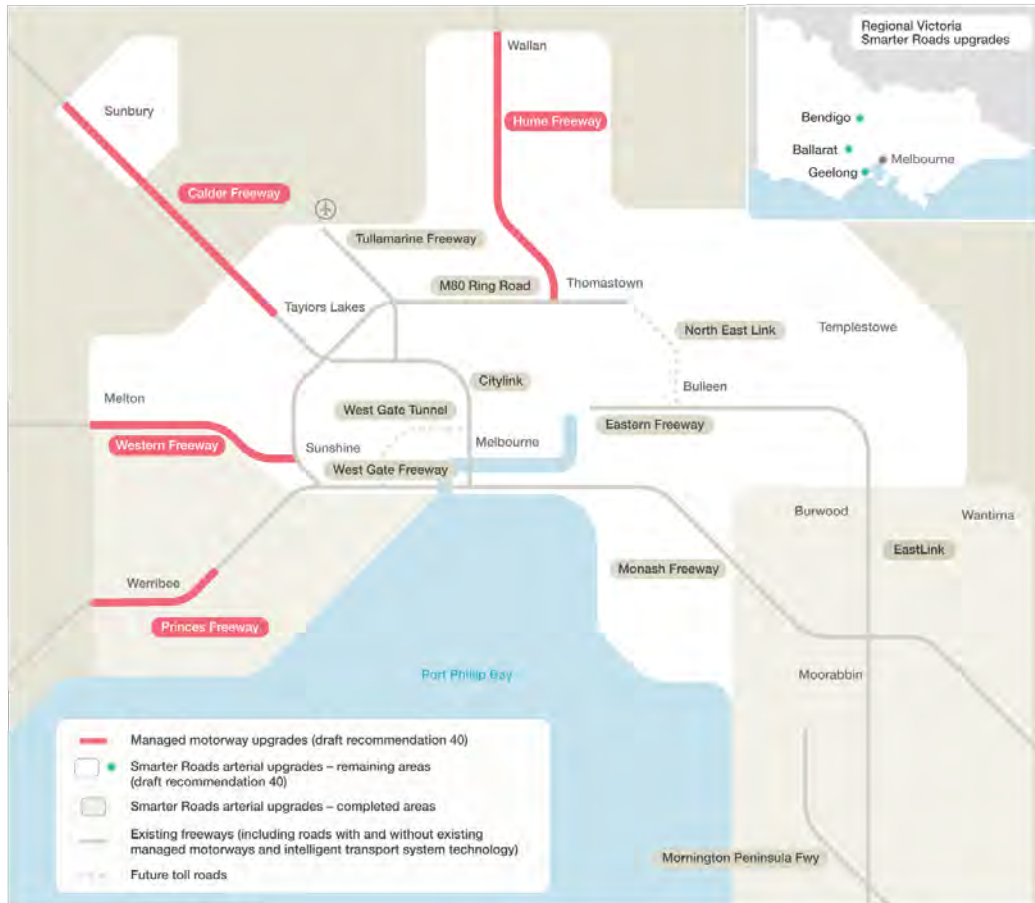 Regional Victoria
Smarter Roads upgrades
Bendigo
Ballarat
Melbourne
Geelong
Wallan
Sunbury
Hume Freeway
Calder Freeway
Tullamarine Freeway
M80 Ring Road
Thomastown
Taylors Lakes
North East Link
Templestowe
Citylink
Bulleen
Melton
West Gate Tunnel
Eastern Freeway
Western Freeway
Sunshine
Melbourne
West Gate Freeway
Burwood
Wantirna
EastLink
Monash Freeway
Werribee
Princes Freeway
Port Phillip Bay
Moorabbin
Managed motorway upgrades (draft recommendation 40)
Smarter Roads arterial upgrades – remaining areas
(draft recommendation 40)
Smarter Roads arterial upgrades – completed areas
Existing freeways (including roads with and without existing
managed motorways and intelligent transport system technology)
Future toll roads
Mornington Peninsula Fwy